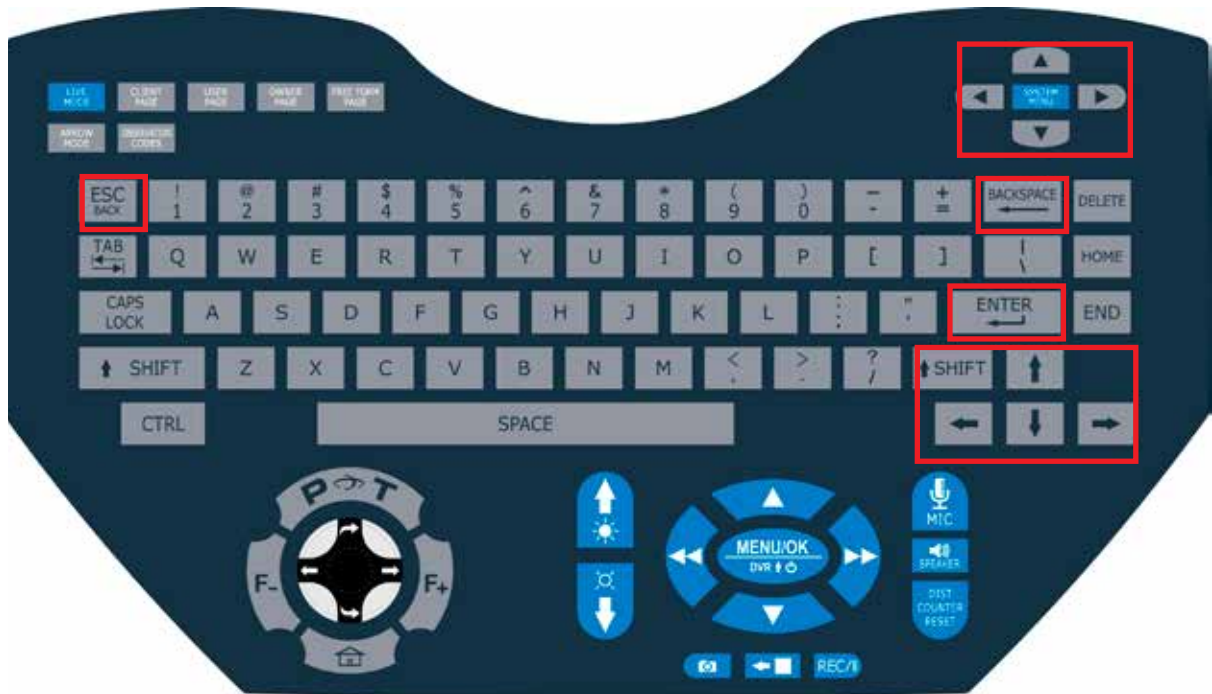 LIVE MODE
CLIENT PAGE
USER PAGE
OWNER PAGE
FREE FORM PAGE
SYSTEM MENU
ARROW MODE
CODES
ESC BACK
! 1
@ 2
# 3
$ 4
% 5
^ 6
& 7
* 8
( 9
) 0
— -
+ =
BACKSPACE
DELETE
TAB
Q
W
E
R
T
Y
U
I
O
P
[
]
| \
HOME
CAPS LOCK
A
S
D
F
G
H
J
K
L
: ;
" '
ENTER
END
SHIFT
Z
X
C
V
B
N
M
< ,
> .
? /
SHIFT
CTRL
SPACE
P T
F-
F+
MENU/OK
DVR
MIC
SPEAKER
DIST COUNTER RESET
REC/II